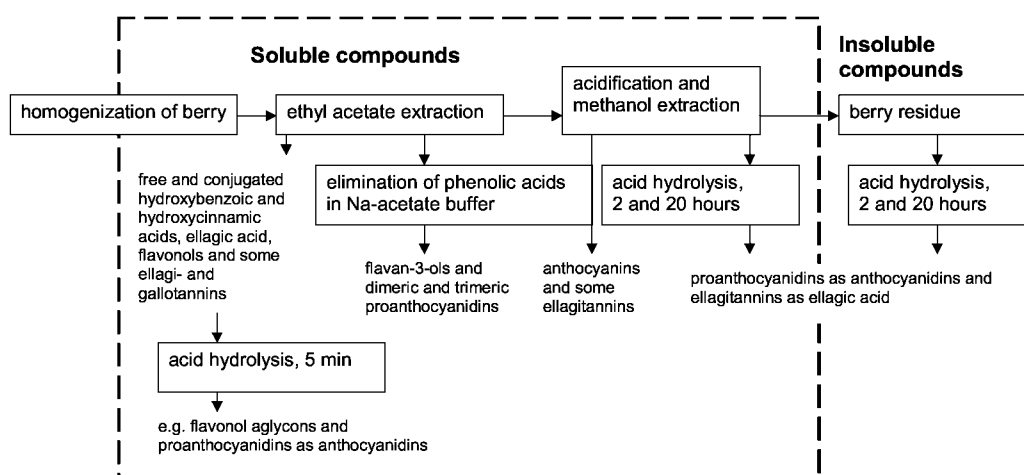 Soluble compounds
Insoluble
compounds
homogenization of berry
ethyl acetate extraction
acidification and
methanol extraction
berry residue
free and conjugated
hydroxybenzoic and
hydroxycinnamic
acids, ellagic acid,
flavonols and some
ellagi- and
gallotannins
elimination of phenolic acids
in Na-acetate buffer
acid hydrolysis,
2 and 20 hours
acid hydrolysis,
2 and 20 hours
flavan-3-ols and
dimeric and trimeric
proanthocyanidins
anthocyanins
and some
ellagitannins
proanthocyanidins as anthocyanidins and
ellagitannins as ellagic acid
acid hydrolysis, 5 min
e.g. flavonol aglycons and
proanthocyanidins as anthocyanidins